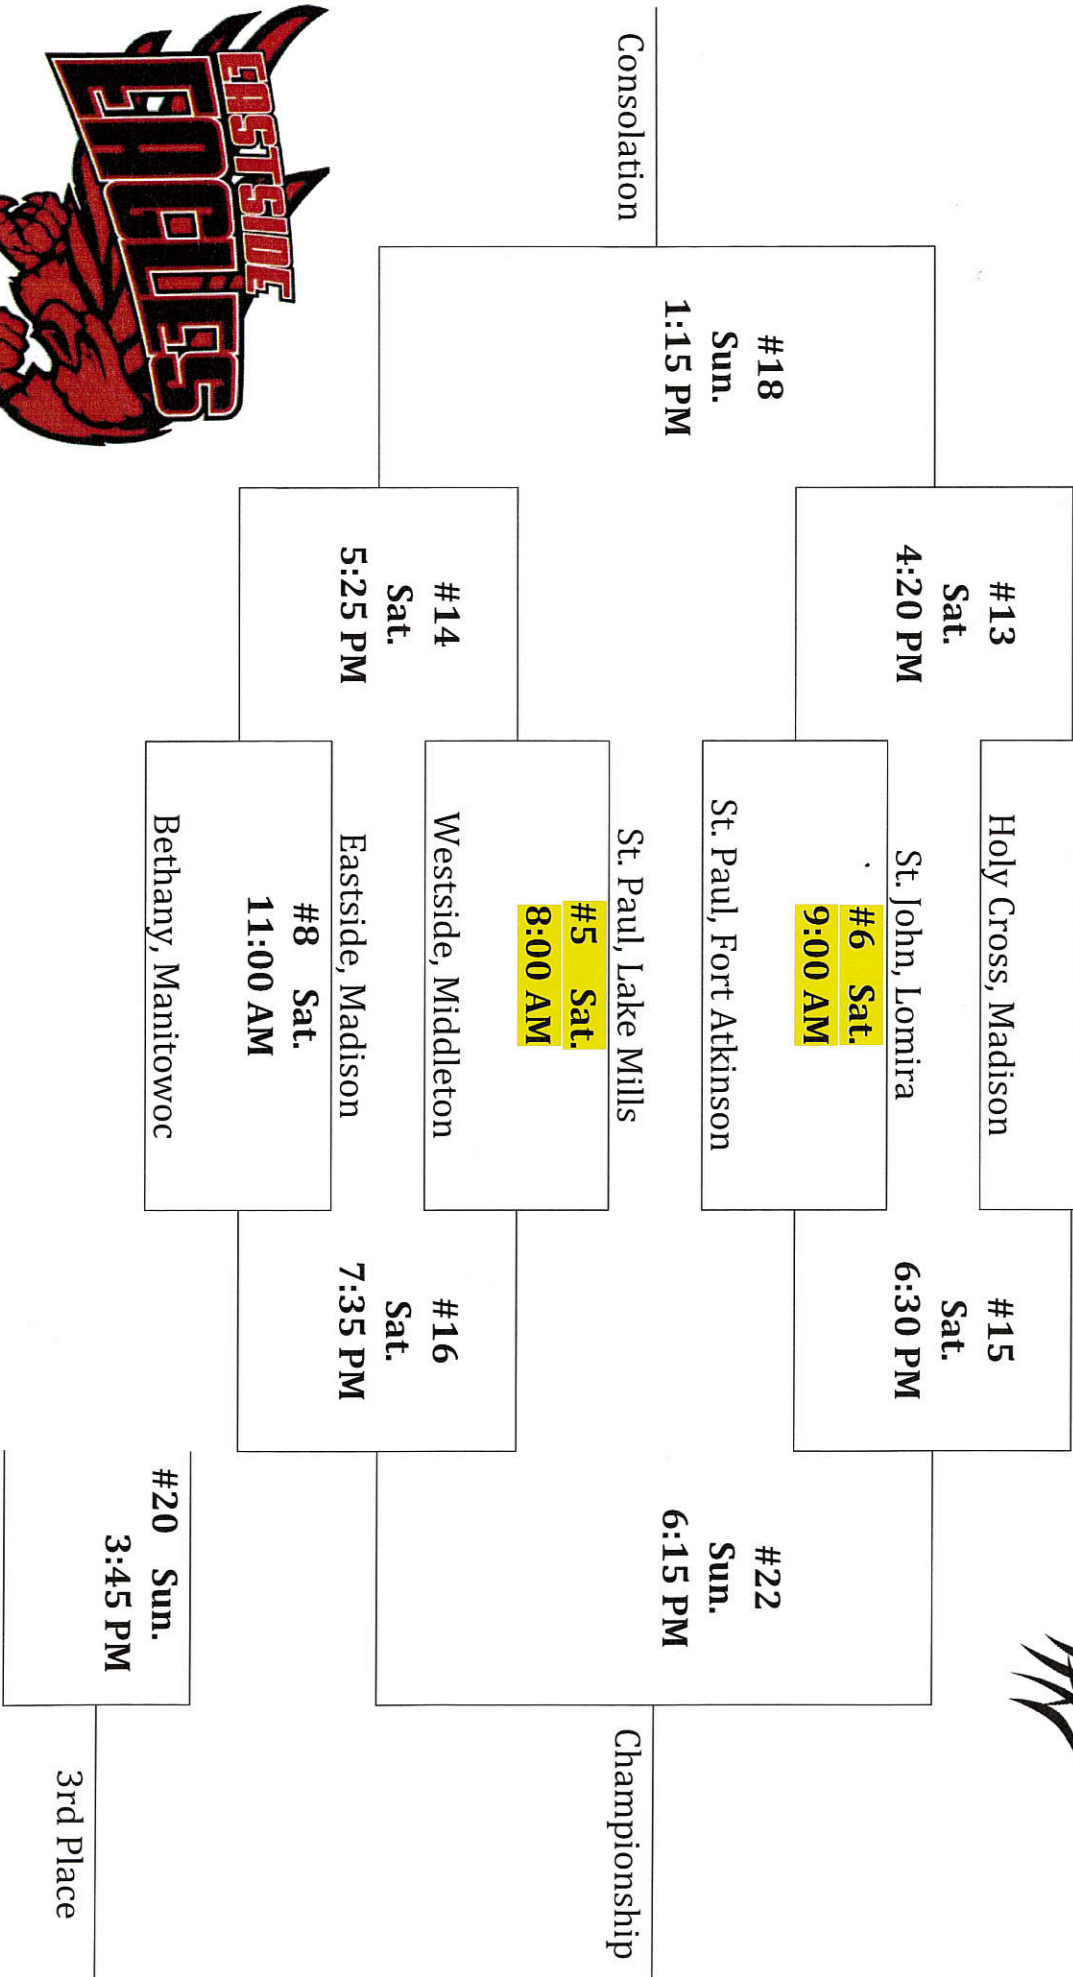 Holy Cross, Madison
#13
Sat.
4:20 PM
#15
Sat.
6:30 PM
St. John, Lomira
#6 Sat.
9:00 AM
St. Paul, Fort Atkinson
#18
Sun.
1:15 PM
#22
Sun.
6:15 PM
Consolation
Championship
St. Paul, Lake Mills
#5 Sat.
8:00 AM
Westside, Middleton
#14
Sat.
5:25 PM
#16
Sat.
7:35 PM
Eastside, Madison
#8 Sat.
11:00 AM
Bethany, Manitowoc
#20 Sun.
3:45 PM
3rd Place
EASTSIDE
EAGLES